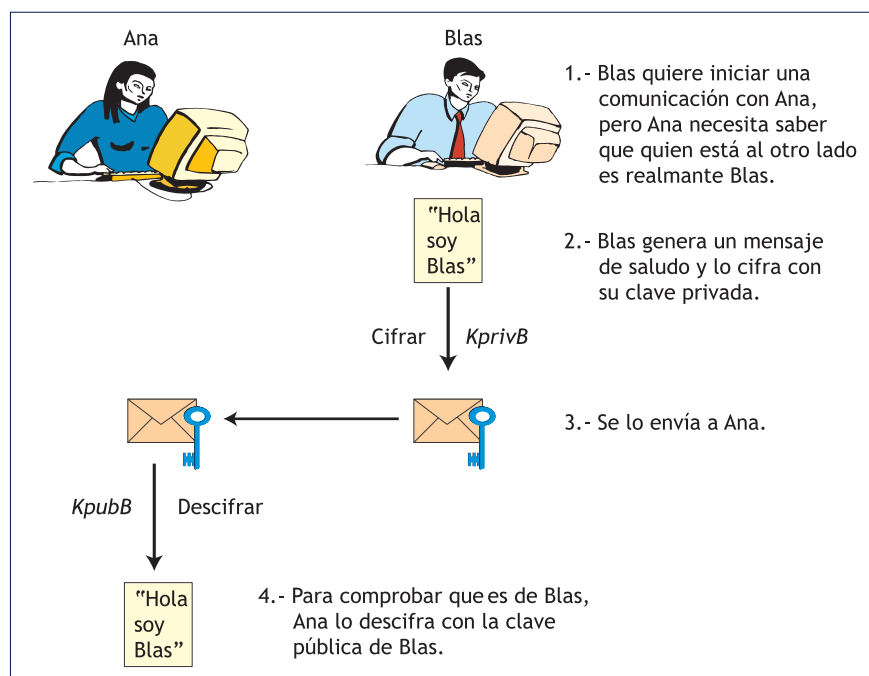 Ana
Blas
1.- Blas quiere iniciar una
comunicación con Ana,
pero Ana necesita saber
que quien está al otro lado
es realmante Blas.
“Hola
soy
Blas”
2.- Blas genera un mensaje
de saludo y lo cifra con
su clave privada.
Cifrar KprivB
3.- Se lo envía a Ana.
KpubB Descifrar
“Hola
soy
Blas”
4.- Para comprobar que es de Blas,
Ana lo descifra con la clave
pública de Blas.